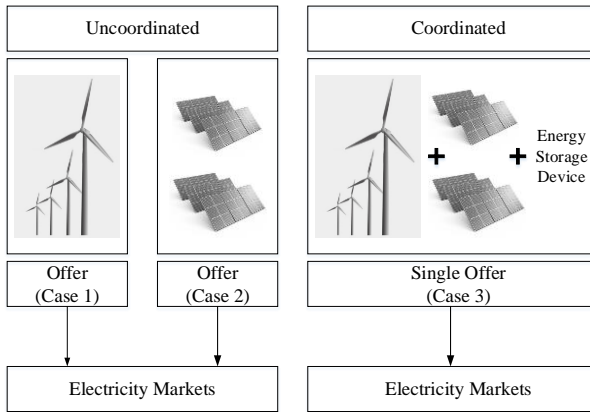 Uncoordinated
Coordinated
+
+
Energy
Storage
Device
Offer
(Case 1)
Offer
(Case 2)
Single Offer
(Case 3)
Electricity Markets
Electricity Markets